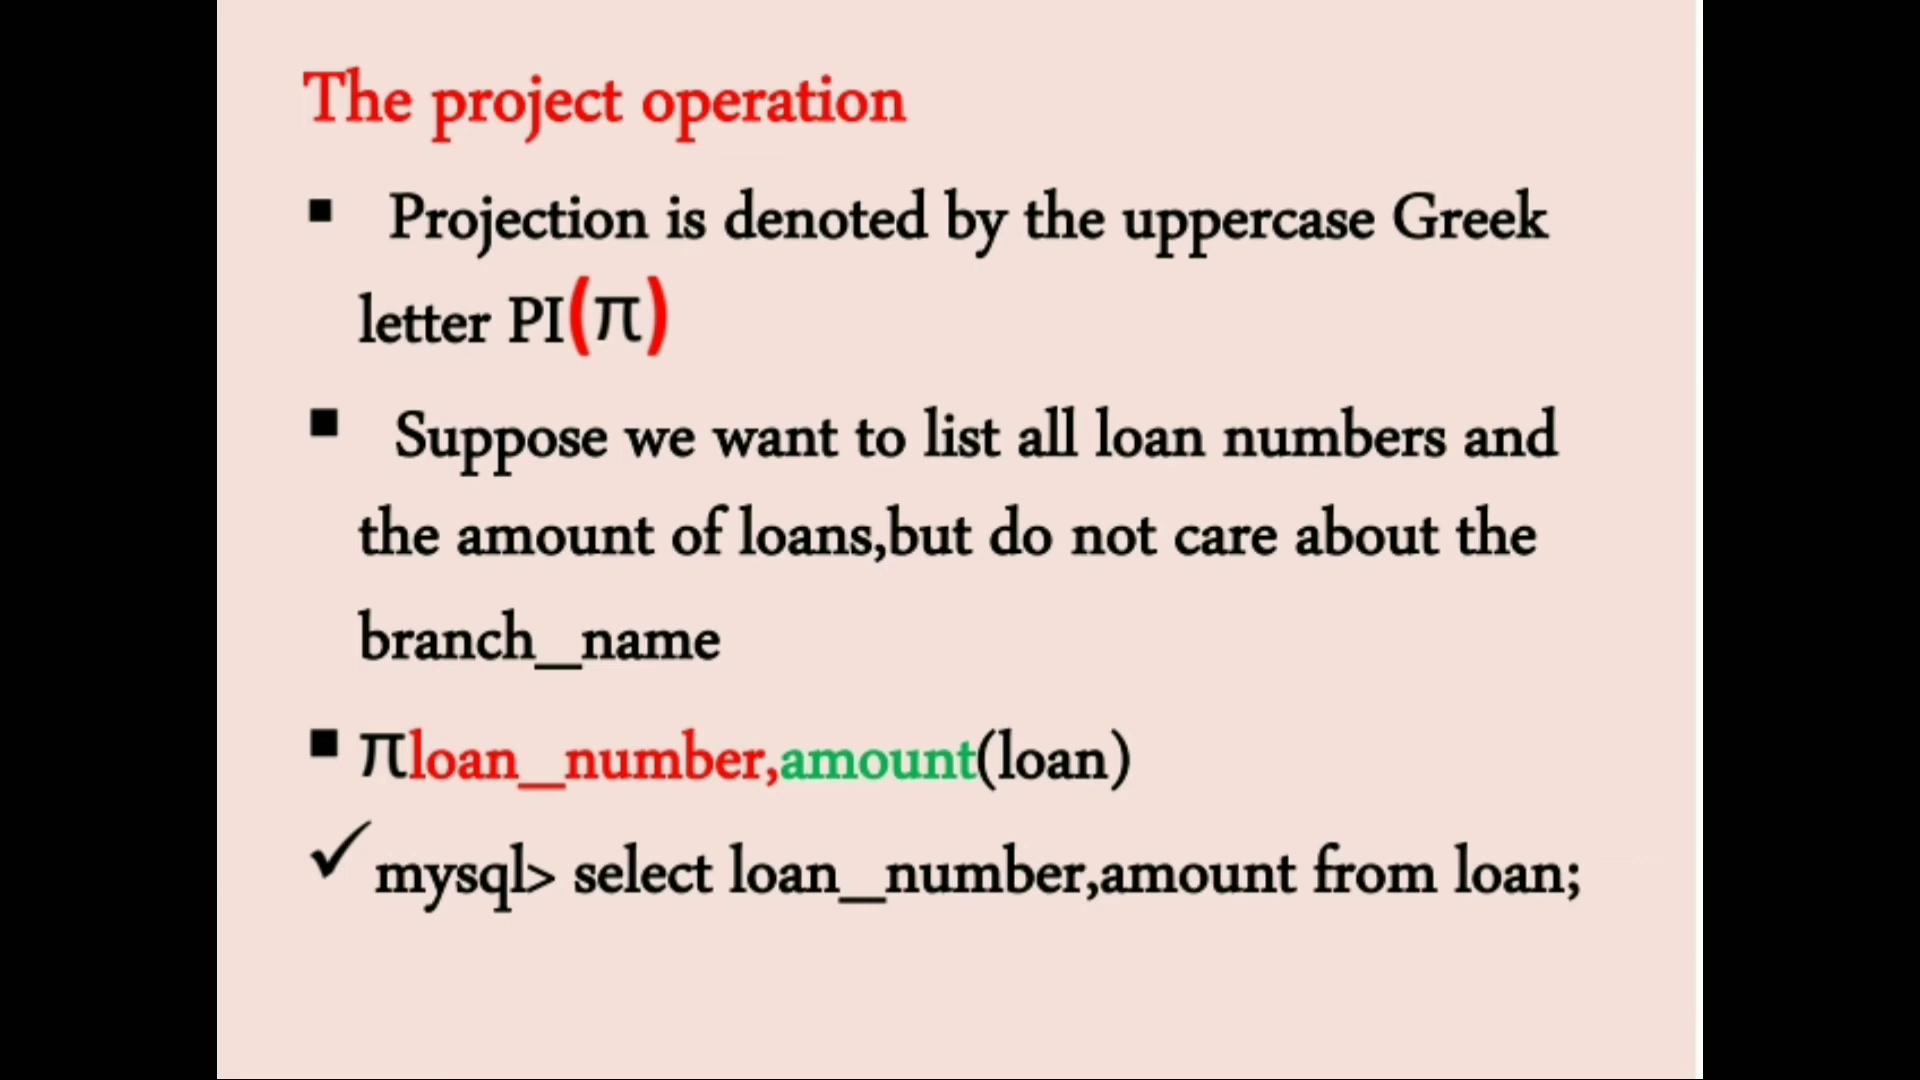 The project operation
▪ Projection is denoted by the uppercase Greek
letter PI(π)
▪ Suppose we want to list all loan numbers and
the amount of loans,but do not care about the
branch_name
▪ πloan_number,amount(loan)
✓mysql> select loan_number,amount from loan;